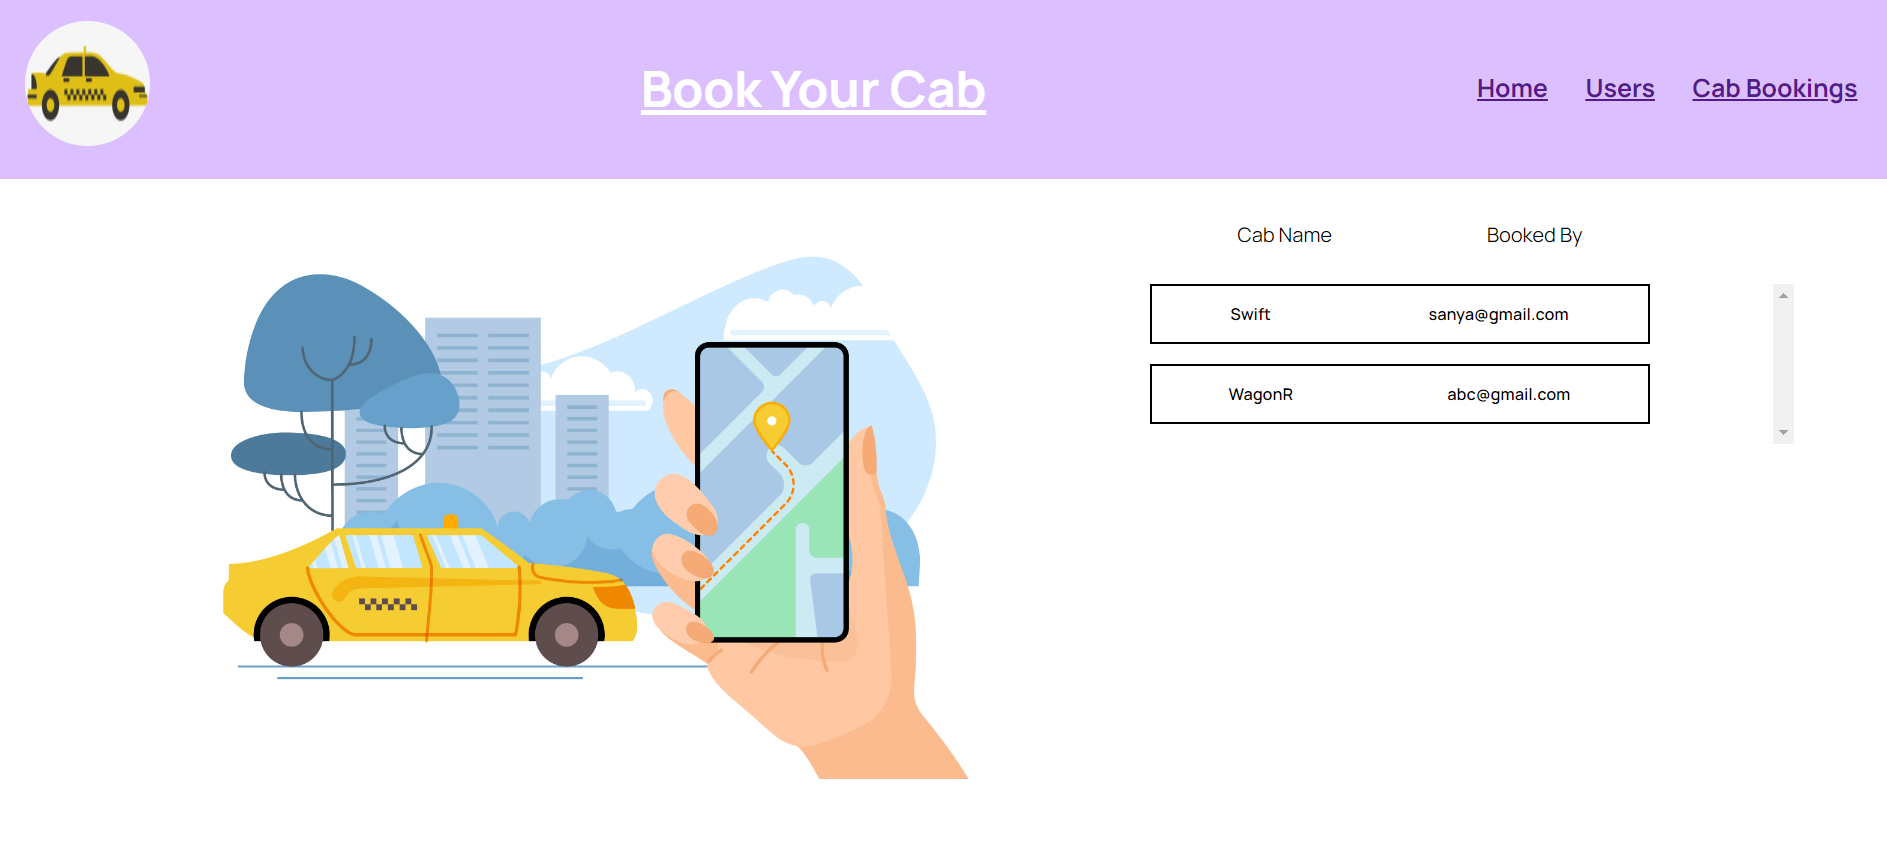 Book Your Cab
Home Users Cab Bookings
Cab Name Booked By
Swift sanya@gmail.com
WagonR abc@gmail.com